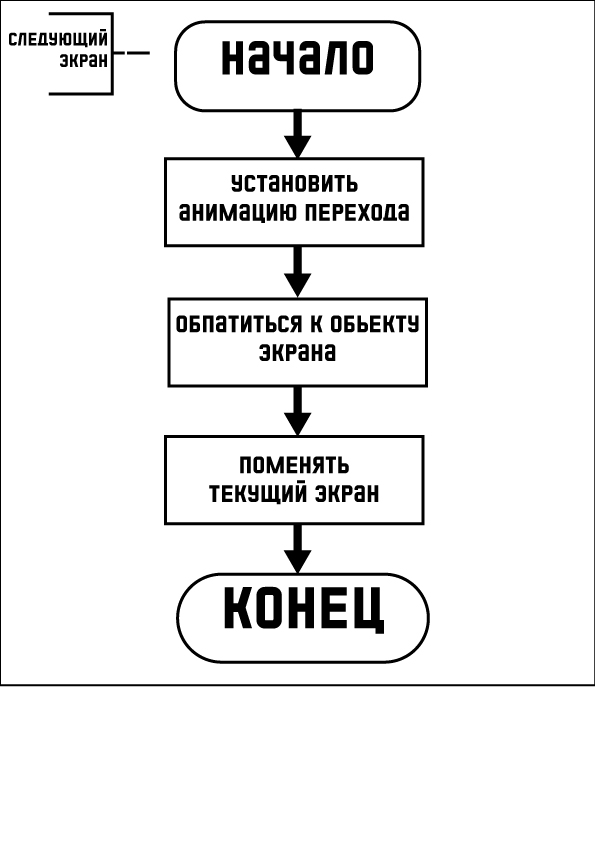 СЛЕДУЮЩИЙ
ЭКРАН
НАЧАЛО
УСТАНОВИТЬ
АНИМАЦИЮ ПЕРЕХОДА
ОБПАТИТЬСЯ К ОБЬЕКТУ
ЭКРАНА
ПОМЕНЯТЬ
ТЕКУЩИЙ ЭКРАН
КОНЕЦ